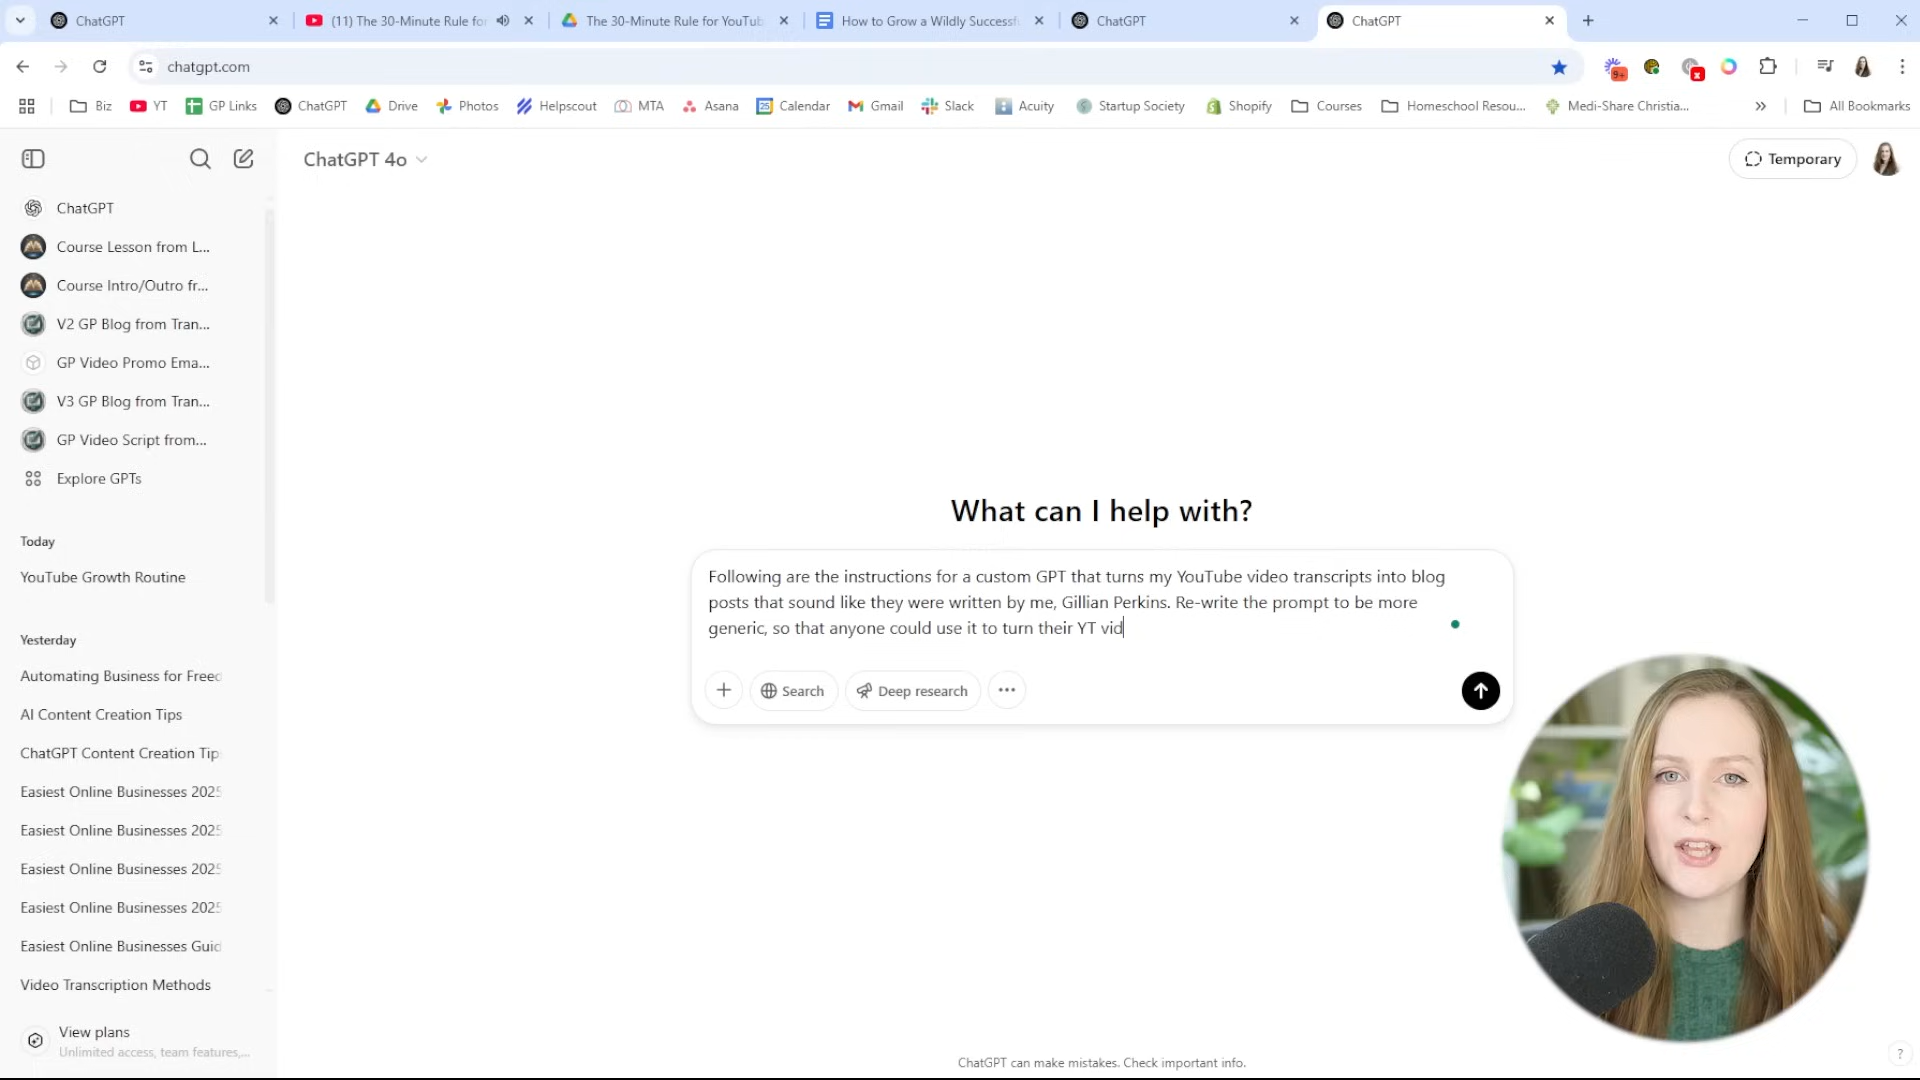 ChatGPT
(11) The 30-Minute Rule for
The 30-Minute Rule for YouTub
How to Grow a Wildly Successf
ChatGPT
ChatGPT
chatgpt.com
9+
x
Biz
YT
GP Links
ChatGPT
Drive
Photos
Helpscout
MTA
Asana
25
Calendar
Gmail
Slack
Acuity
Startup Society
Shopify
Courses
Homeschool Resou...
Medi-Share Christia...
All Bookmarks
ChatGPT 4o
Temporary
ChatGPT
Course Lesson from L...
Course Intro/Outro fr...
V2 GP Blog from Tran...
GP Video Promo Ema...
V3 GP Blog from Tran...
GP Video Script from...
Explore GPTs
Today
YouTube Growth Routine
Yesterday
Automating Business for Freed
AI Content Creation Tips
ChatGPT Content Creation Tip
Easiest Online Businesses 2025
Easiest Online Businesses 2025
Easiest Online Businesses 2025
Easiest Online Businesses 2025
Easiest Online Businesses Guid
Video Transcription Methods
View plans
Unlimited access, team features,...
What can I help with?
Following are the instructions for a custom GPT that turns my YouTube video transcripts into blog
posts that sound like they were written by me, Gillian Perkins. Re-write the prompt to be more
generic, so that anyone could use it to turn their YT vid
Search
Deep research
ChatGPT can make mistakes. Check important info.
?